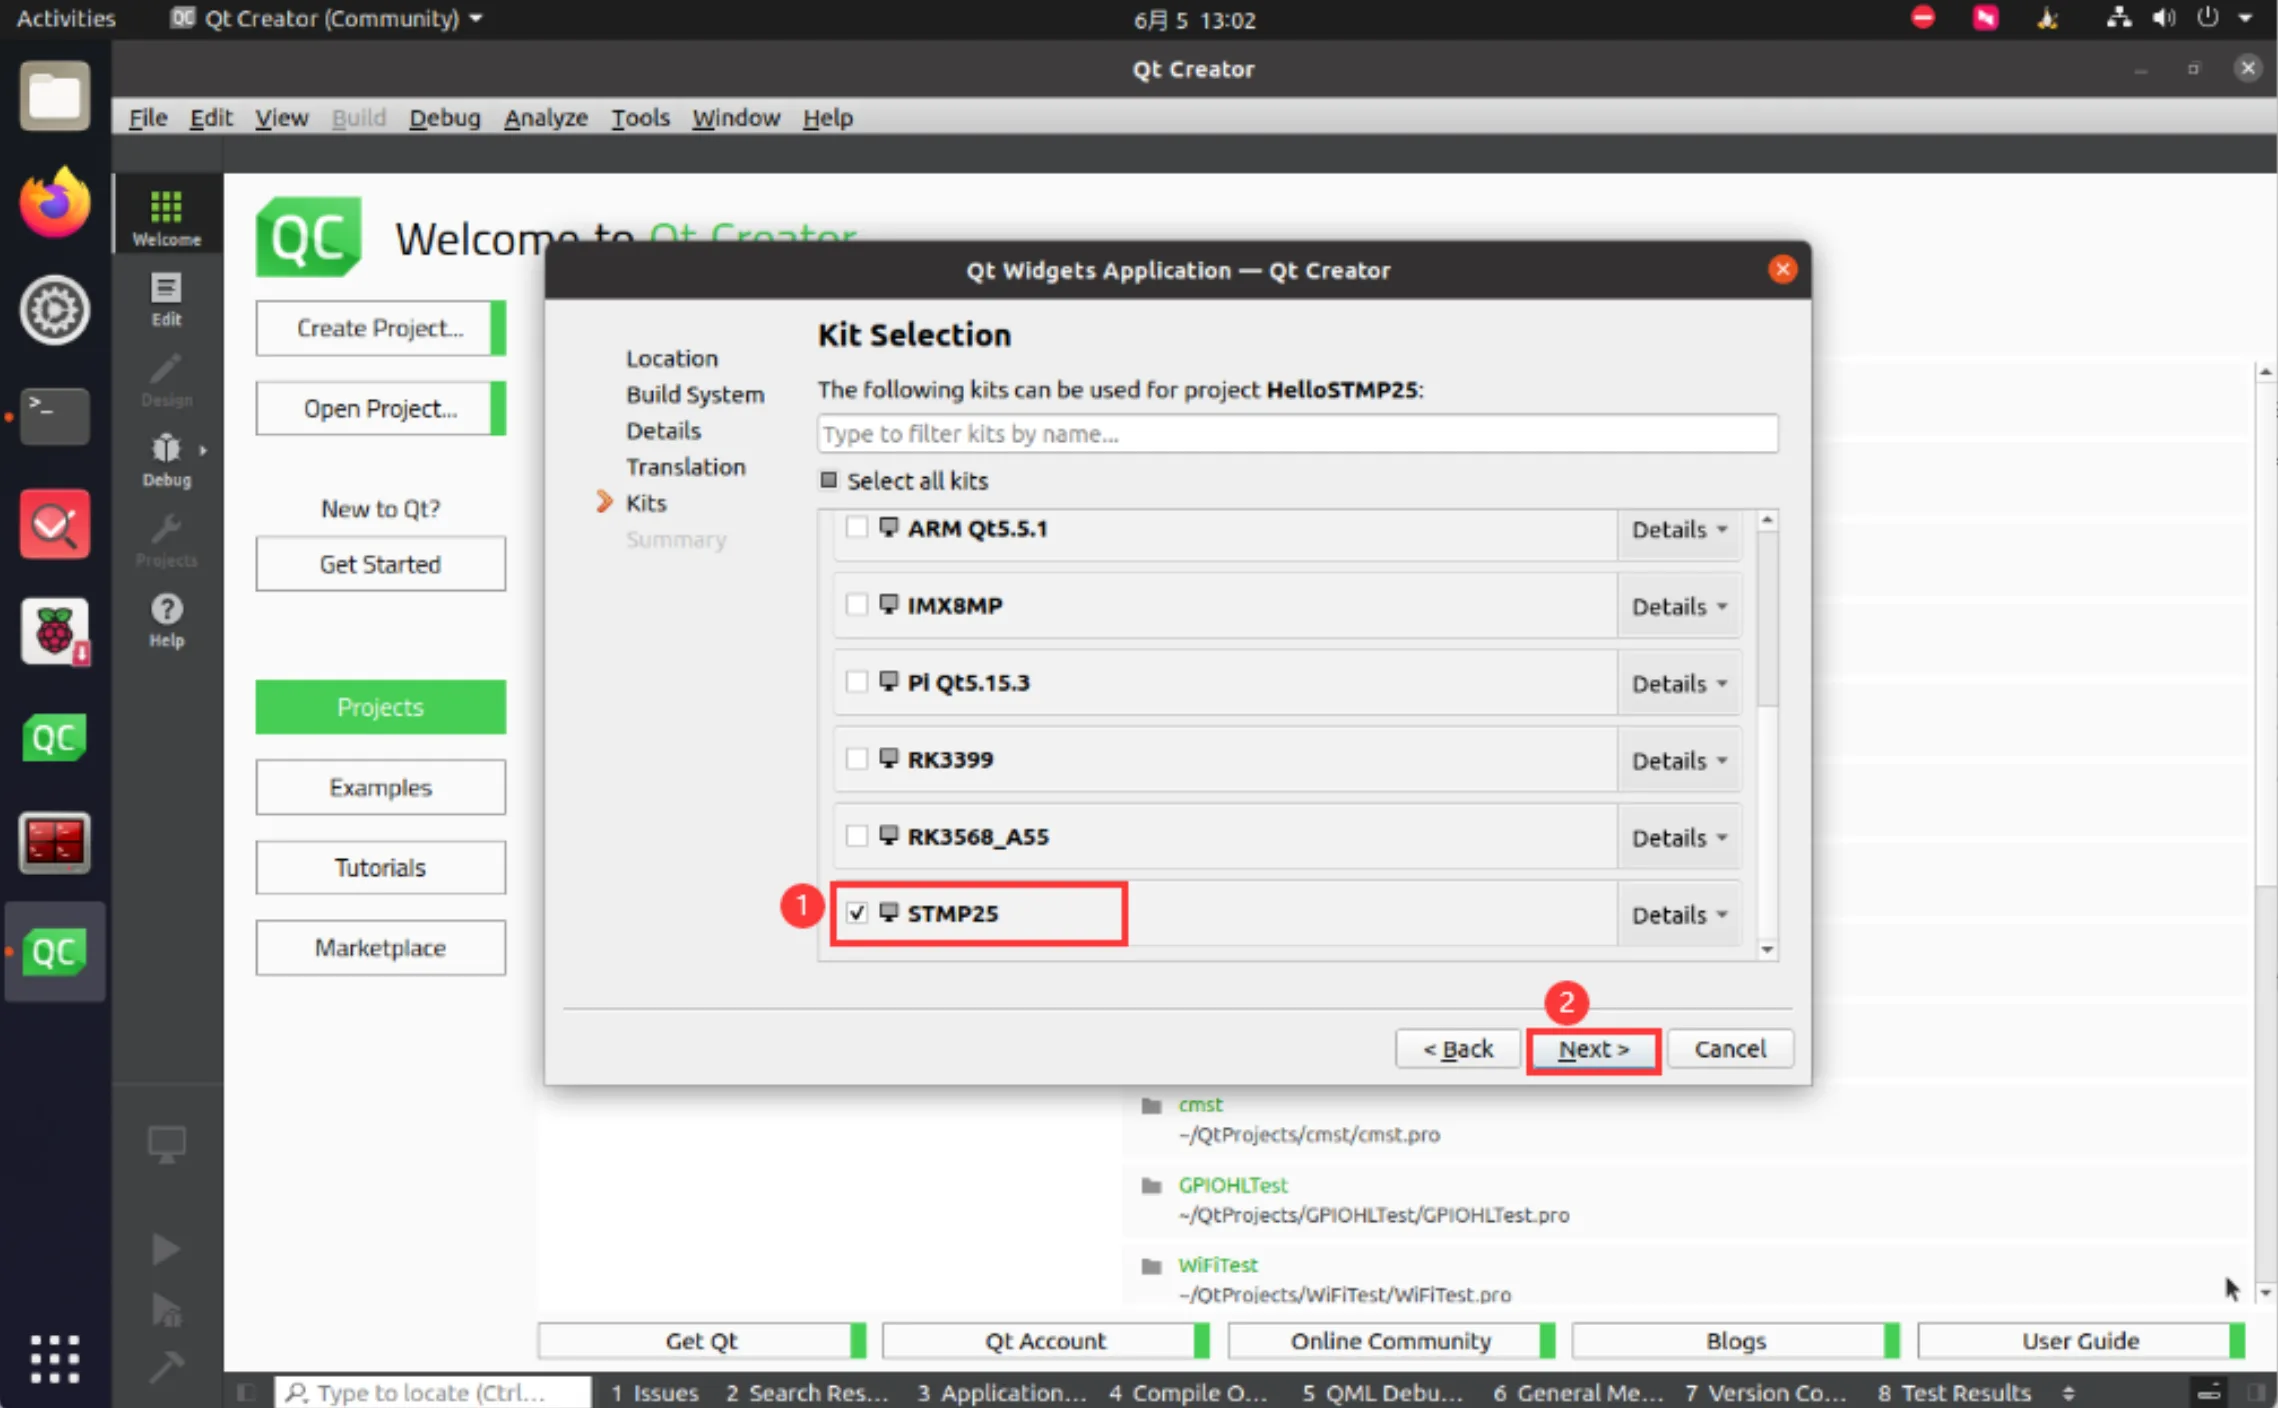 Activities
QC Qt Creator (Community)
6月 5 13:02
Qt Creator
File Edit View Build Debug Analyze Tools Window Help
Welcome
Edit
Design
Debug
Projects
Help
QC
Welcome to Qt Creator
Create Project...
Open Project...
New to Qt?
Get Started
Projects
Examples
Tutorials
Marketplace
Qt Widgets Application — Qt Creator
Location
Build System
Details
Translation
Kits
Summary
Kit Selection
The following kits can be used for project HelloSTMP25:
Type to filter kits by name...
Select all kits
ARM Qt5.5.1 Details
IMX8MP Details
Pi Qt5.15.3 Details
RK3399 Details
RK3568_A55 Details
1 STMP25 Details
2
< Back Next > Cancel
cmst
~/QtProjects/cmst/cmst.pro
GPIOHLTest
~/QtProjects/GPIOHLTest/GPIOHLTest.pro
WiFiTest
~/QtProjects/WiFiTest/WiFiTest.pro
Get Qt Qt Account Online Community Blogs User Guide
Type to locate (Ctrl... 1 Issues 2 Search Res... 3 Application... 4 Compile O... 5 QML Debu... 6 General Me... 7 Version Co... 8 Test Results
QC
QC